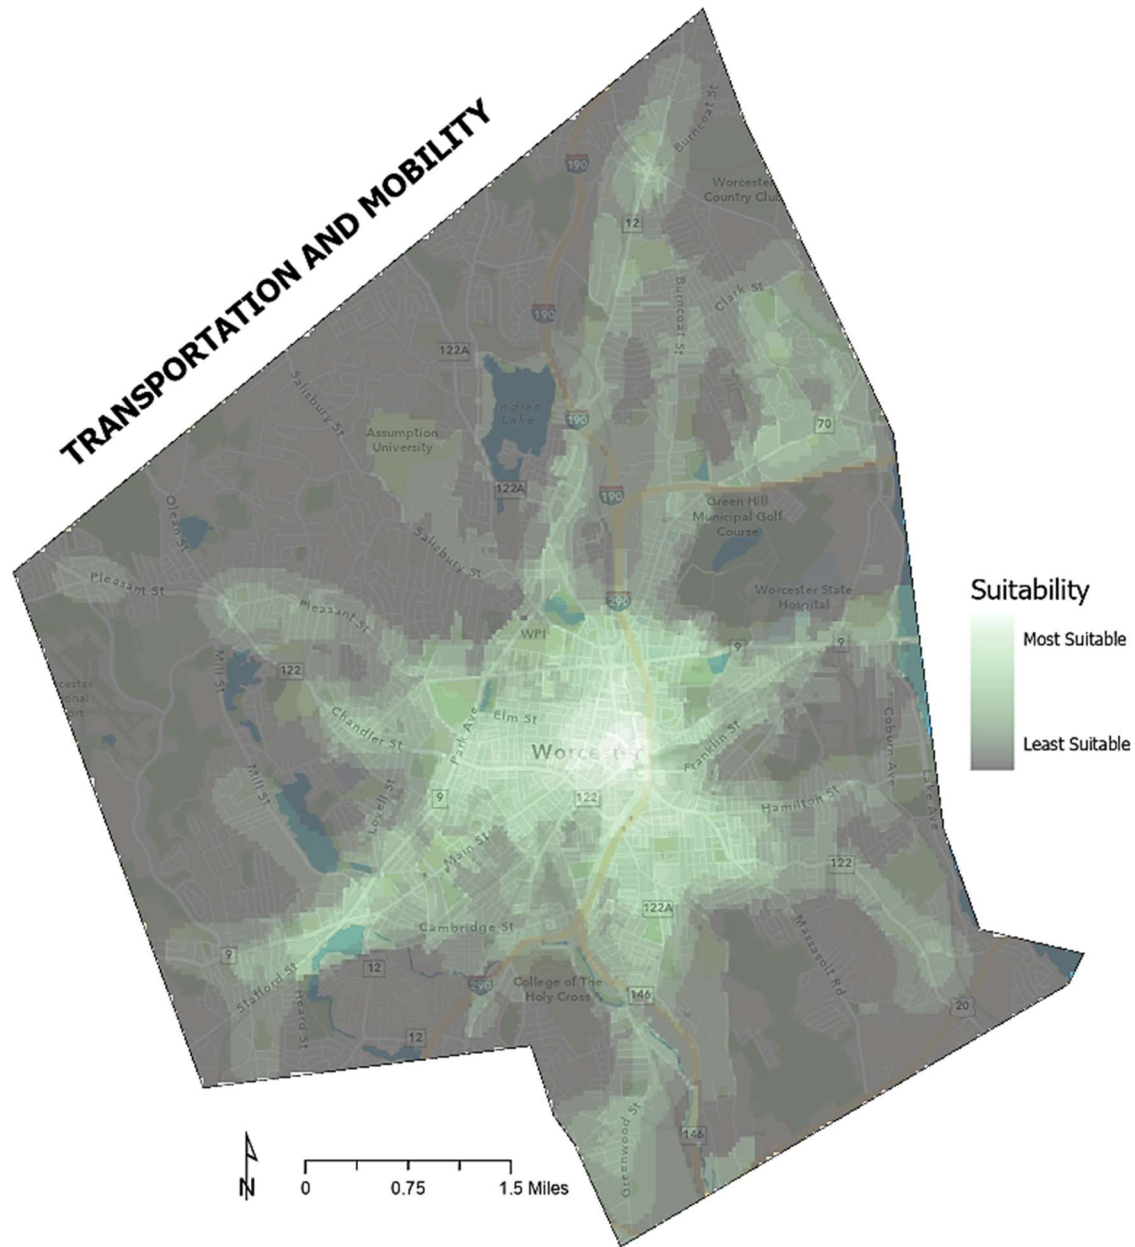 TRANSPORTATION AND MOBILITY
190
Burncoat St
Worcester
Country Club
12
Burncoat St
Clark St
190
122A
Salisbury St
Indian
Lake
190
Assumption
University
70
122A
190
Olean St
Green Hill
Municipal Golf
Course
Salisbury St
Pleasant St
Pleasant St
290
Worcester State
Hospital
WPI
9
9
Mill St
122
Elm St
Park Ave
Chandler St
Worcester
Franklin St
Coburn Ave
Mill St
Lovell St
9
122
Hamilton St
Lake Ave
Main St
122
122A
Cambridge St
Massasoit Rd
9
12
Stafford St
Heard St
290
College of The
Holy Cross
146
20
12
Greenwood St
146
Suitability
Most Suitable
Least Suitable
N
0 0.75 1.5 Miles